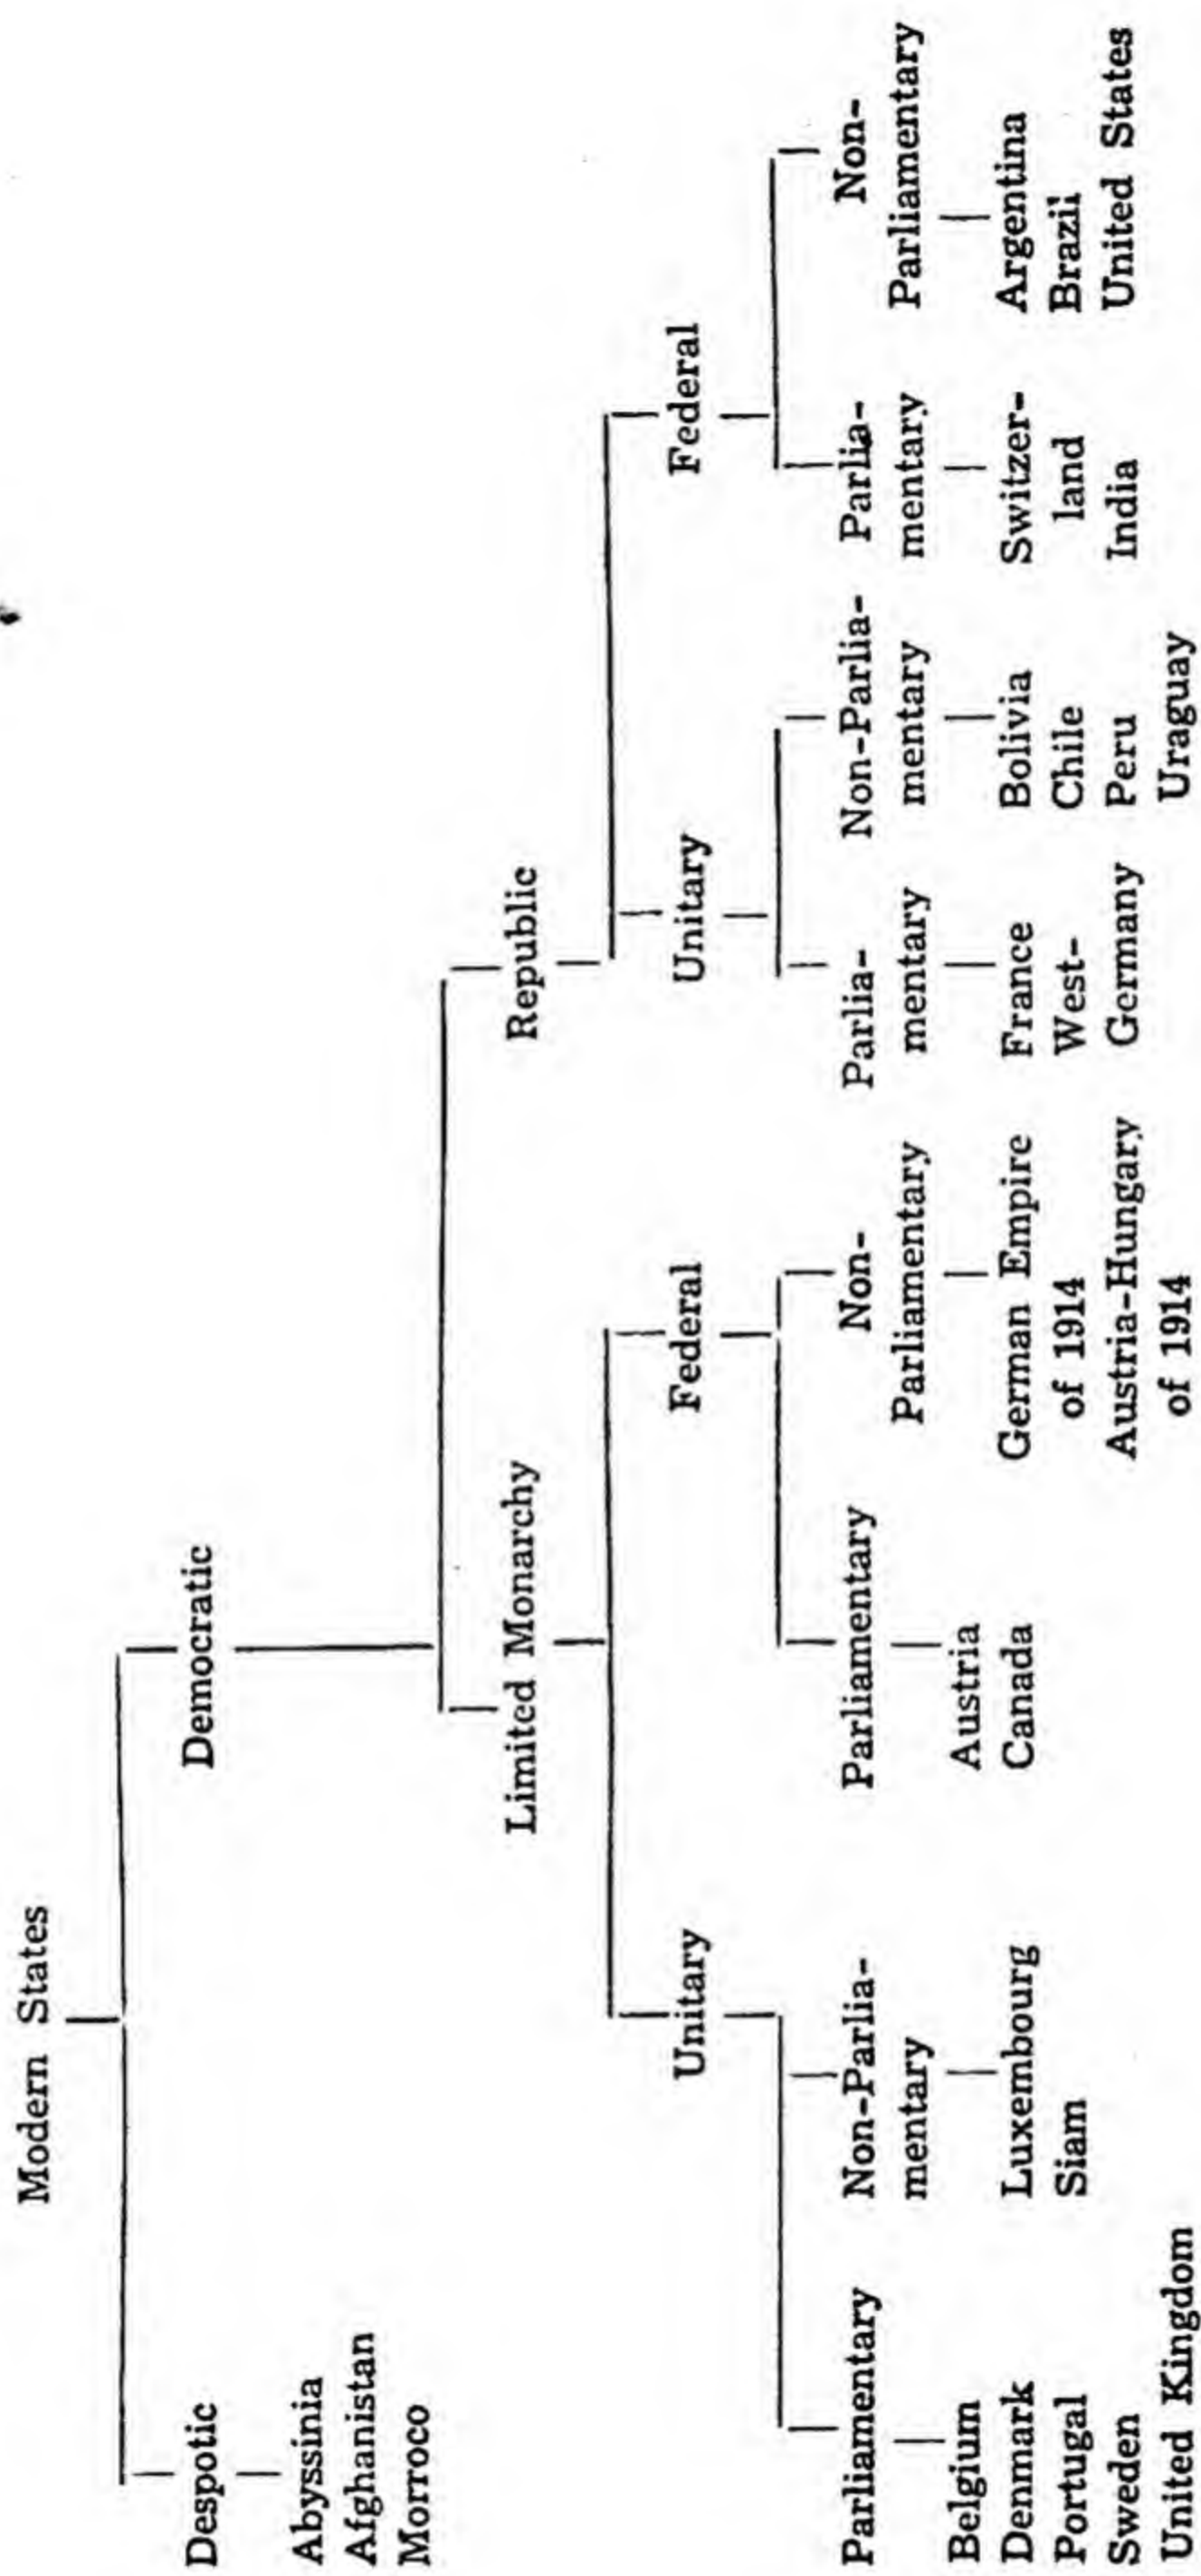 Modern States
Despotic
Abyssinia
Afghanistan
Morroco
Democratic
Limited Monarchy
Republic
Unitary
Federal
Unitary
Federal
Parliamentary
Belgium
Denmark
Portugal
Sweden
United Kingdom
Non-Parlia-
mentary
Luxembourg
Siam
Parliamentary
Austria
Canada
Non-
Parliamentary
German Empire
of 1914
Austria-Hungary
of 1914
Parlia-
mentary
France
West-
Germany
Non-Parlia-
mentary
Bolivia
Chile
Peru
Uraguay
Parlia-
mentary
Switzer-
land
India
Non-
Parliamentary
Argentina
Brazil
United States